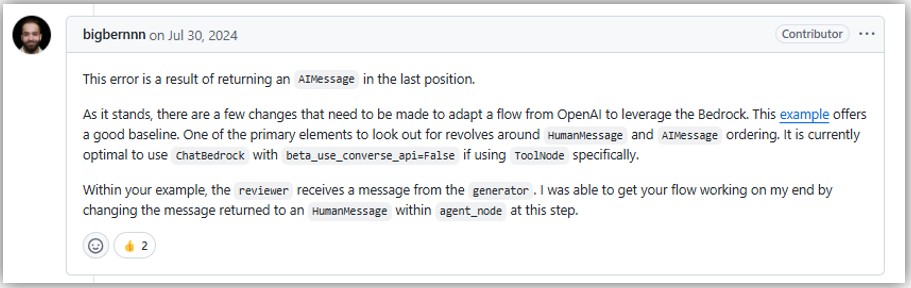 bigbernnn on Jul 30, 2024 Contributor ...
This error is a result of returning an AIMessage in the last position.
As it stands, there are a few changes that need to be made to adapt a flow from OpenAI to leverage the Bedrock. This example offers
a good baseline. One of the primary elements to look out for revolves around HumanMessage and AIMessage ordering. It is currently
optimal to use ChatBedrock with beta_use_converse_api=False if using ToolNode specifically.
Within your example, the reviewer receives a message from the generator . I was able to get your flow working on my end by
changing the message returned to an HumanMessage within agent_node at this step.
👍 2